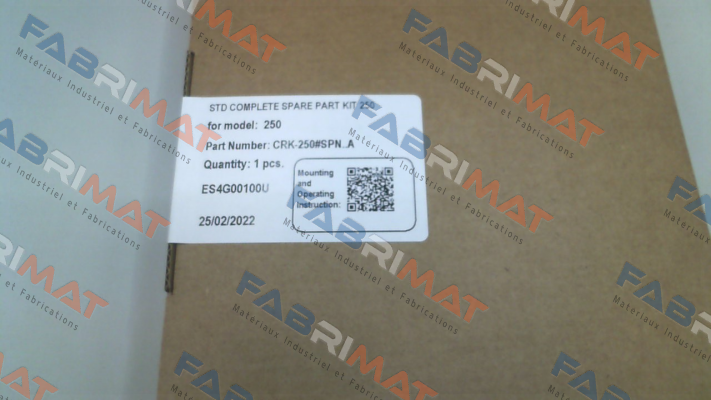 STD COMPLETE SPARE PART KIT 250
for model: 250
Part Number: CRK-250#SPN..A
Quantity: 1 pcs.
Mounting
and
Operating
Instruction:
ES4G00100U
25/02/2022
FABRIMAT
Materiaux Industriel et Fabrications